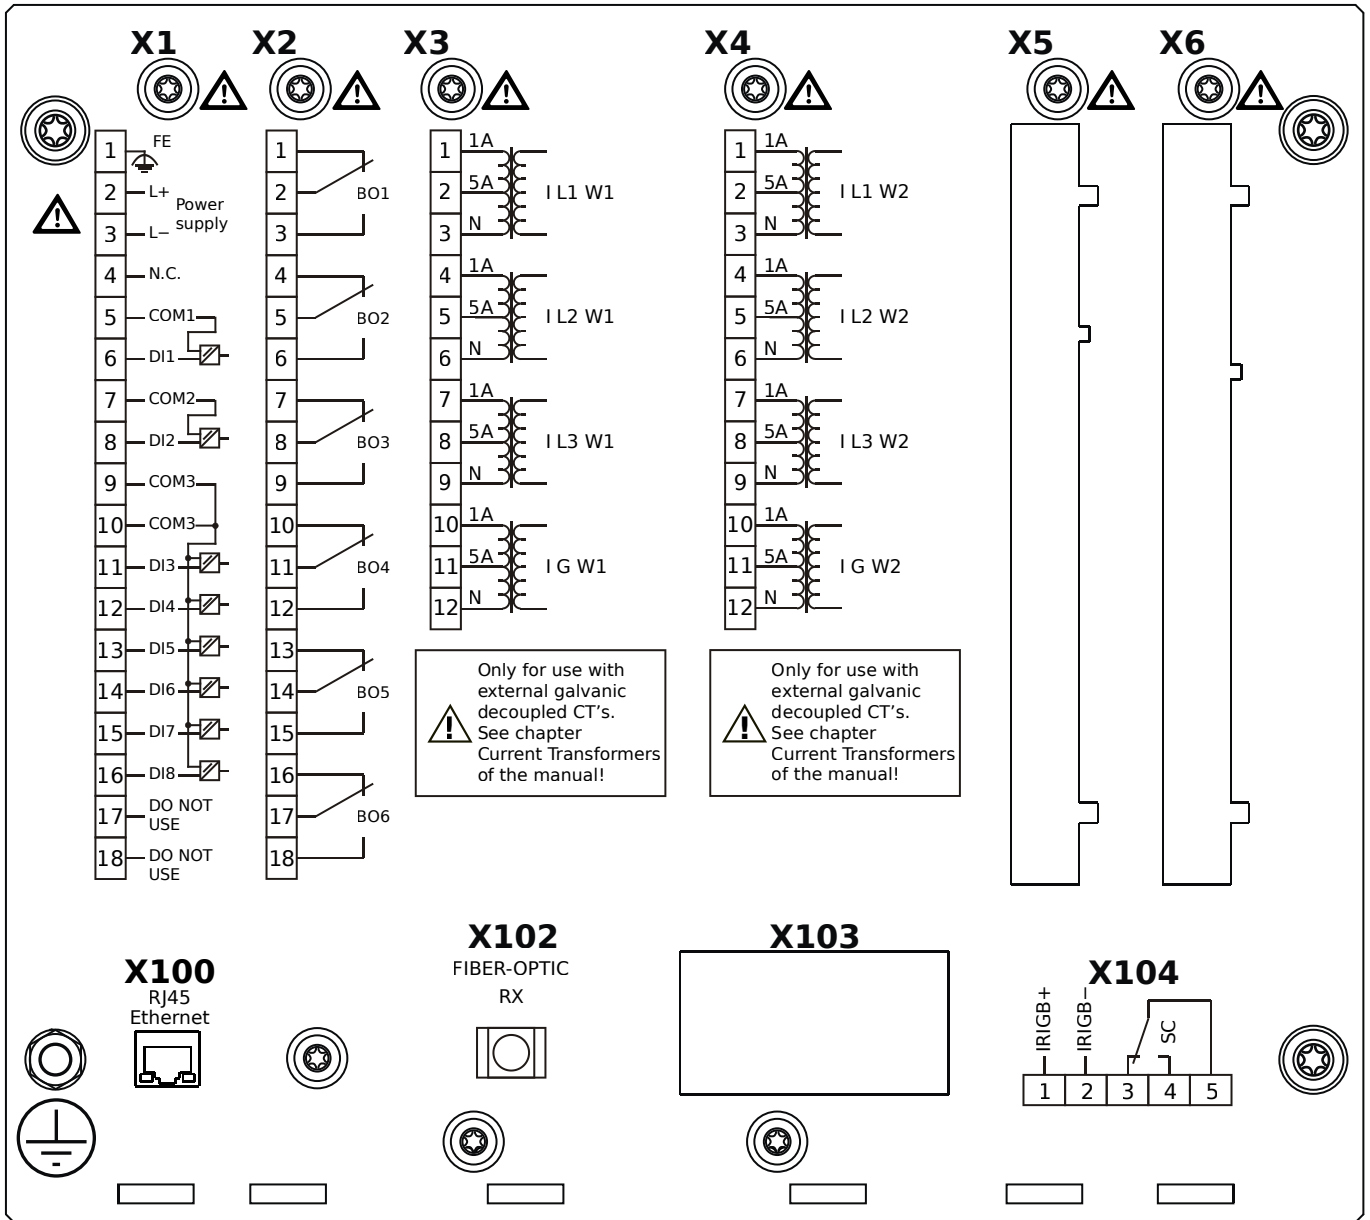 X1
X2
X3
X4
X5
X6
1
FE
2
L+
Power
supply
3
L−
4
N.C.
5
COM1
6
DI1
7
COM2
8
DI2
9
COM3
10
COM3
11
DI3
12
DI4
13
DI5
14
DI6
15
DI7
16
DI8
17
DO NOT
USE
18
DO NOT
USE
1
2
BO1
3
4
5
BO2
6
7
8
BO3
9
10
11
BO4
12
13
14
BO5
15
16
17
BO6
18
1
1A
2
5A
I L1 W1
3
N
4
1A
5
5A
I L2 W1
6
N
7
1A
8
5A
I L3 W1
9
N
10
1A
11
5A
I G W1
12
N
Only for use with
external galvanic
decoupled CT's.
See chapter
Current Transformers
of the manual!
1
1A
2
5A
I L1 W2
3
N
4
1A
5
5A
I L2 W2
6
N
7
1A
8
5A
I L3 W2
9
N
10
1A
11
5A
I G W2
12
N
Only for use with
external galvanic
decoupled CT's.
See chapter
Current Transformers
of the manual!
X100
RJ45
Ethernet
X102
FIBER-OPTIC
RX
X103
X104
IRIGB+
IRIGB−
SC
1 2 3 4 5